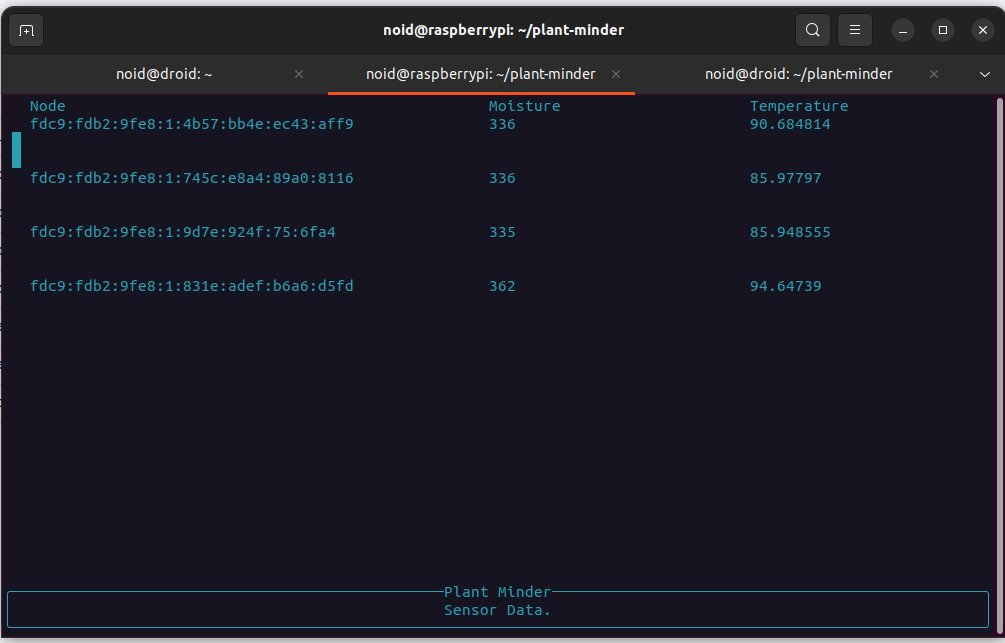 noid@raspberrypi: ~/plant-minder
noid@droid: ~ noid@raspberrypi: ~/plant-minder noid@droid: ~/plant-minder
Node Moisture Temperature
fdc9:fdb2:9fe8:1:4b57:bb4e:ec43:aff9 336 90.684814
fdc9:fdb2:9fe8:1:745c:e8a4:89a0:8116 336 85.97797
fdc9:fdb2:9fe8:1:9d7e:924f:75:6fa4 335 85.948555
fdc9:fdb2:9fe8:1:831e:adef:b6a6:d5fd 362 94.64739
Plant Minder
Sensor Data.